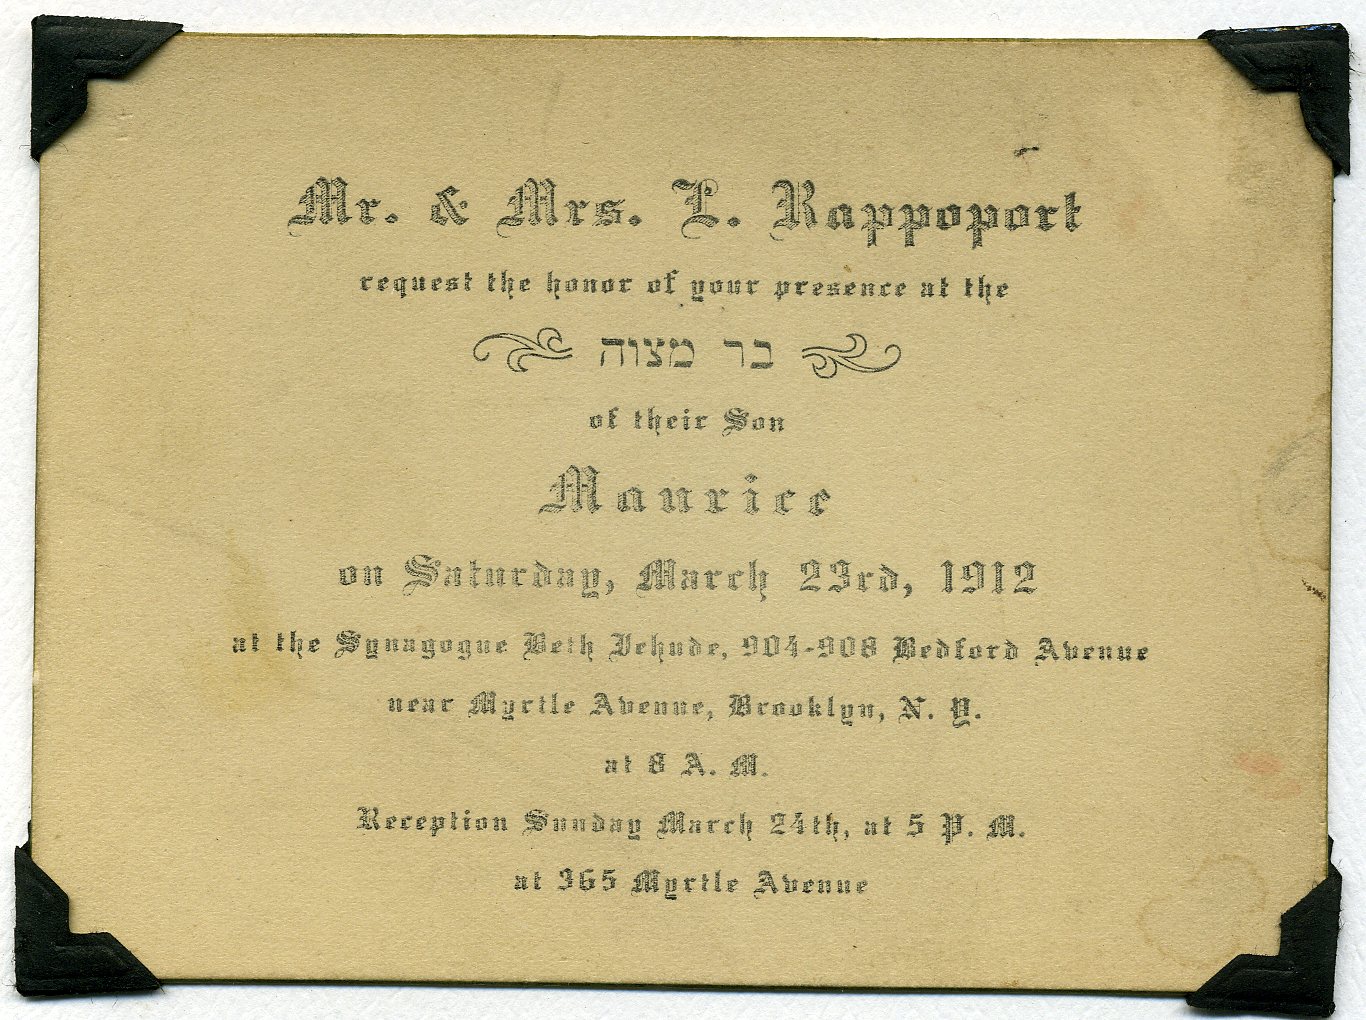 Mr. & Mrs. L. Rappoport
request the honor of your presence at the
בר מצוה
of their Son
Maurice
on Saturday, March 23rd, 1912
at the Synagogue Beth Jehude, 904-908 Bedford Avenue
near Myrtle Avenue, Brooklyn, N. Y.
at 8 A. M.
Reception Sunday March 24th, at 5 P. M.
at 365 Myrtle Avenue